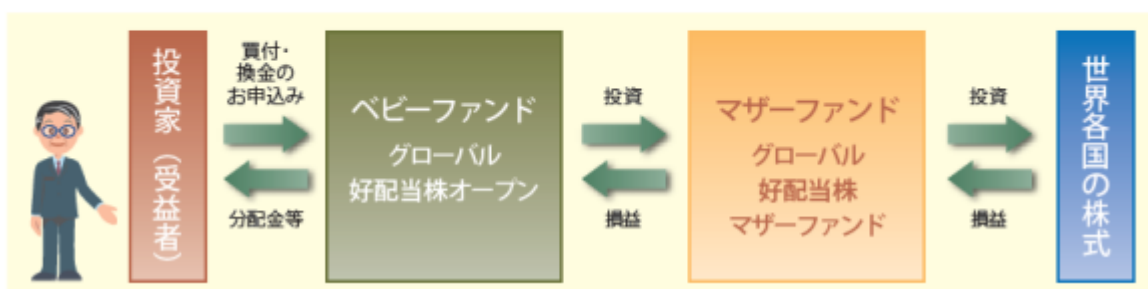 投資家（受益者）
買付・
換金の
お申込み
分配金等
ベビーファンド
グローバル
好配当株オープン
投資
損益
マザーファンド
グローバル
好配当株
マザーファンド
投資
損益
世界各国の株式